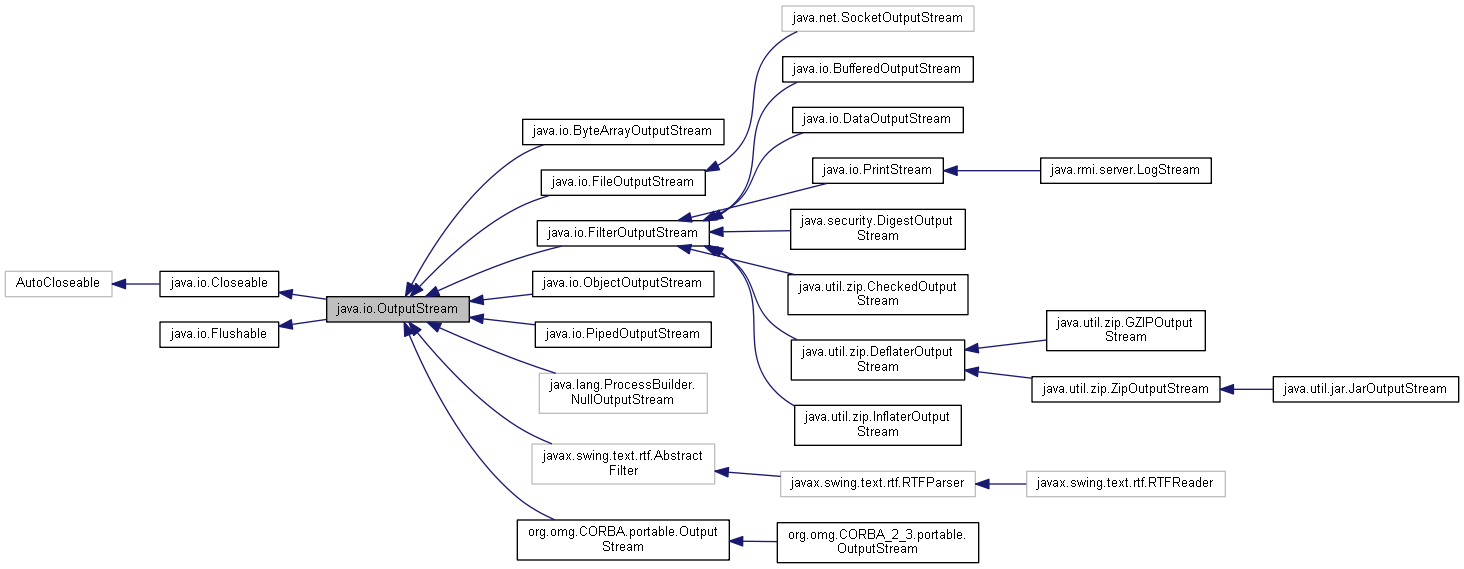 java.net.SocketOutputStream
java.io.BufferedOutputStream
java.io.DataOutputStream
java.io.ByteArrayOutputStream
java.io.PrintStream
java.rmi.server.LogStream
java.io.FileOutputStream
java.security.DigestOutput
Stream
java.io.FilterOutputStream
AutoCloseable
java.io.Closeable
java.io.ObjectOutputStream
java.util.zip.CheckedOutput
Stream
java.io.OutputStream
java.io.Flushable
java.io.PipedOutputStream
java.util.zip.GZIPOutput
Stream
java.util.zip.DeflaterOutput
Stream
java.lang.ProcessBuilder.
NullOutputStream
java.util.zip.ZipOutputStream
java.util.jar.JarOutputStream
java.util.zip.InflaterOutput
Stream
javax.swing.text.rtf.Abstract
Filter
javax.swing.text.rtf.RTFParser
javax.swing.text.rtf.RTFReader
org.omg.CORBA.portable.Output
Stream
org.omg.CORBA_2_3.portable.
OutputStream